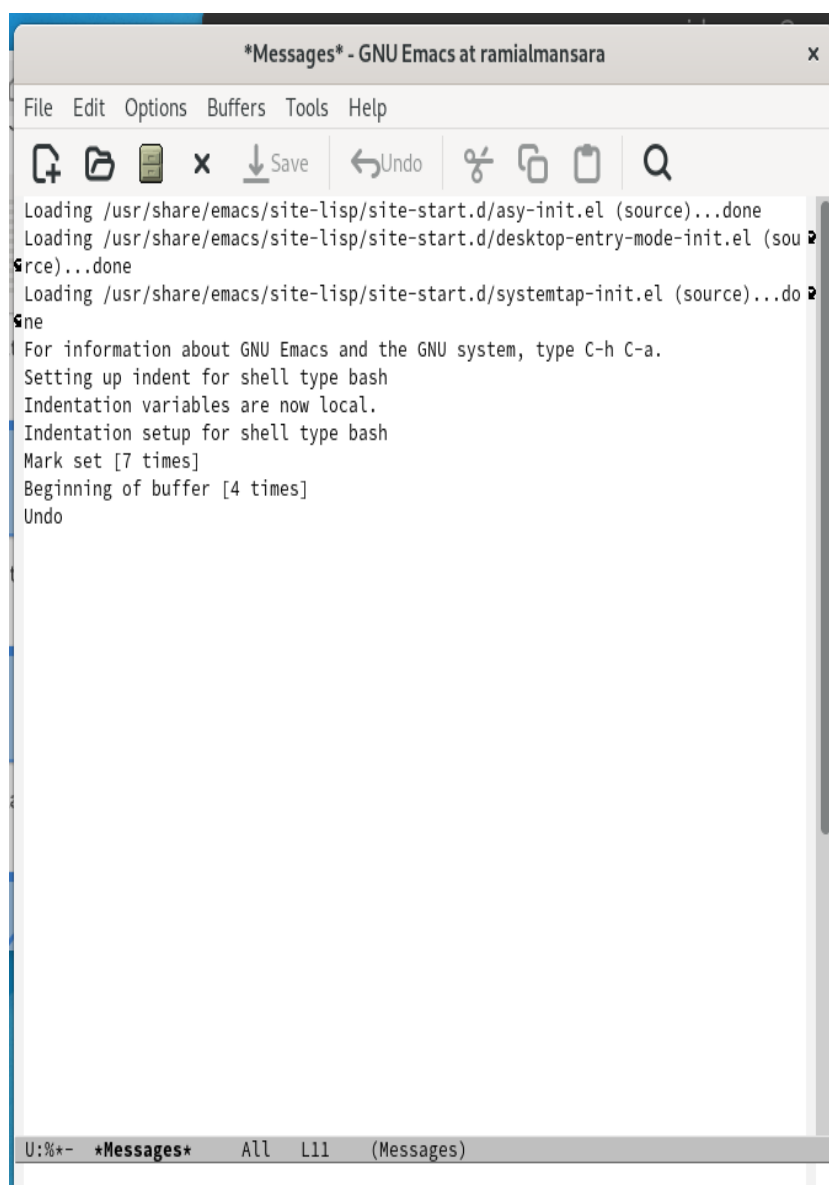 *Messages* - GNU Emacs at ramialmansara x
File Edit Options Buffers Tools Help
Save Undo
Loading /usr/share/emacs/site-lisp/site-start.d/asy-init.el (source)...done
Loading /usr/share/emacs/site-lisp/site-start.d/desktop-entry-mode-init.el (sou
rce)...done
Loading /usr/share/emacs/site-lisp/site-start.d/systemtap-init.el (source)...do
ne
For information about GNU Emacs and the GNU system, type C-h C-a.
Setting up indent for shell type bash
Indentation variables are now local.
Indentation setup for shell type bash
Mark set [7 times]
Beginning of buffer [4 times]
Undo
U:%*- *Messages* All L11 (Messages)